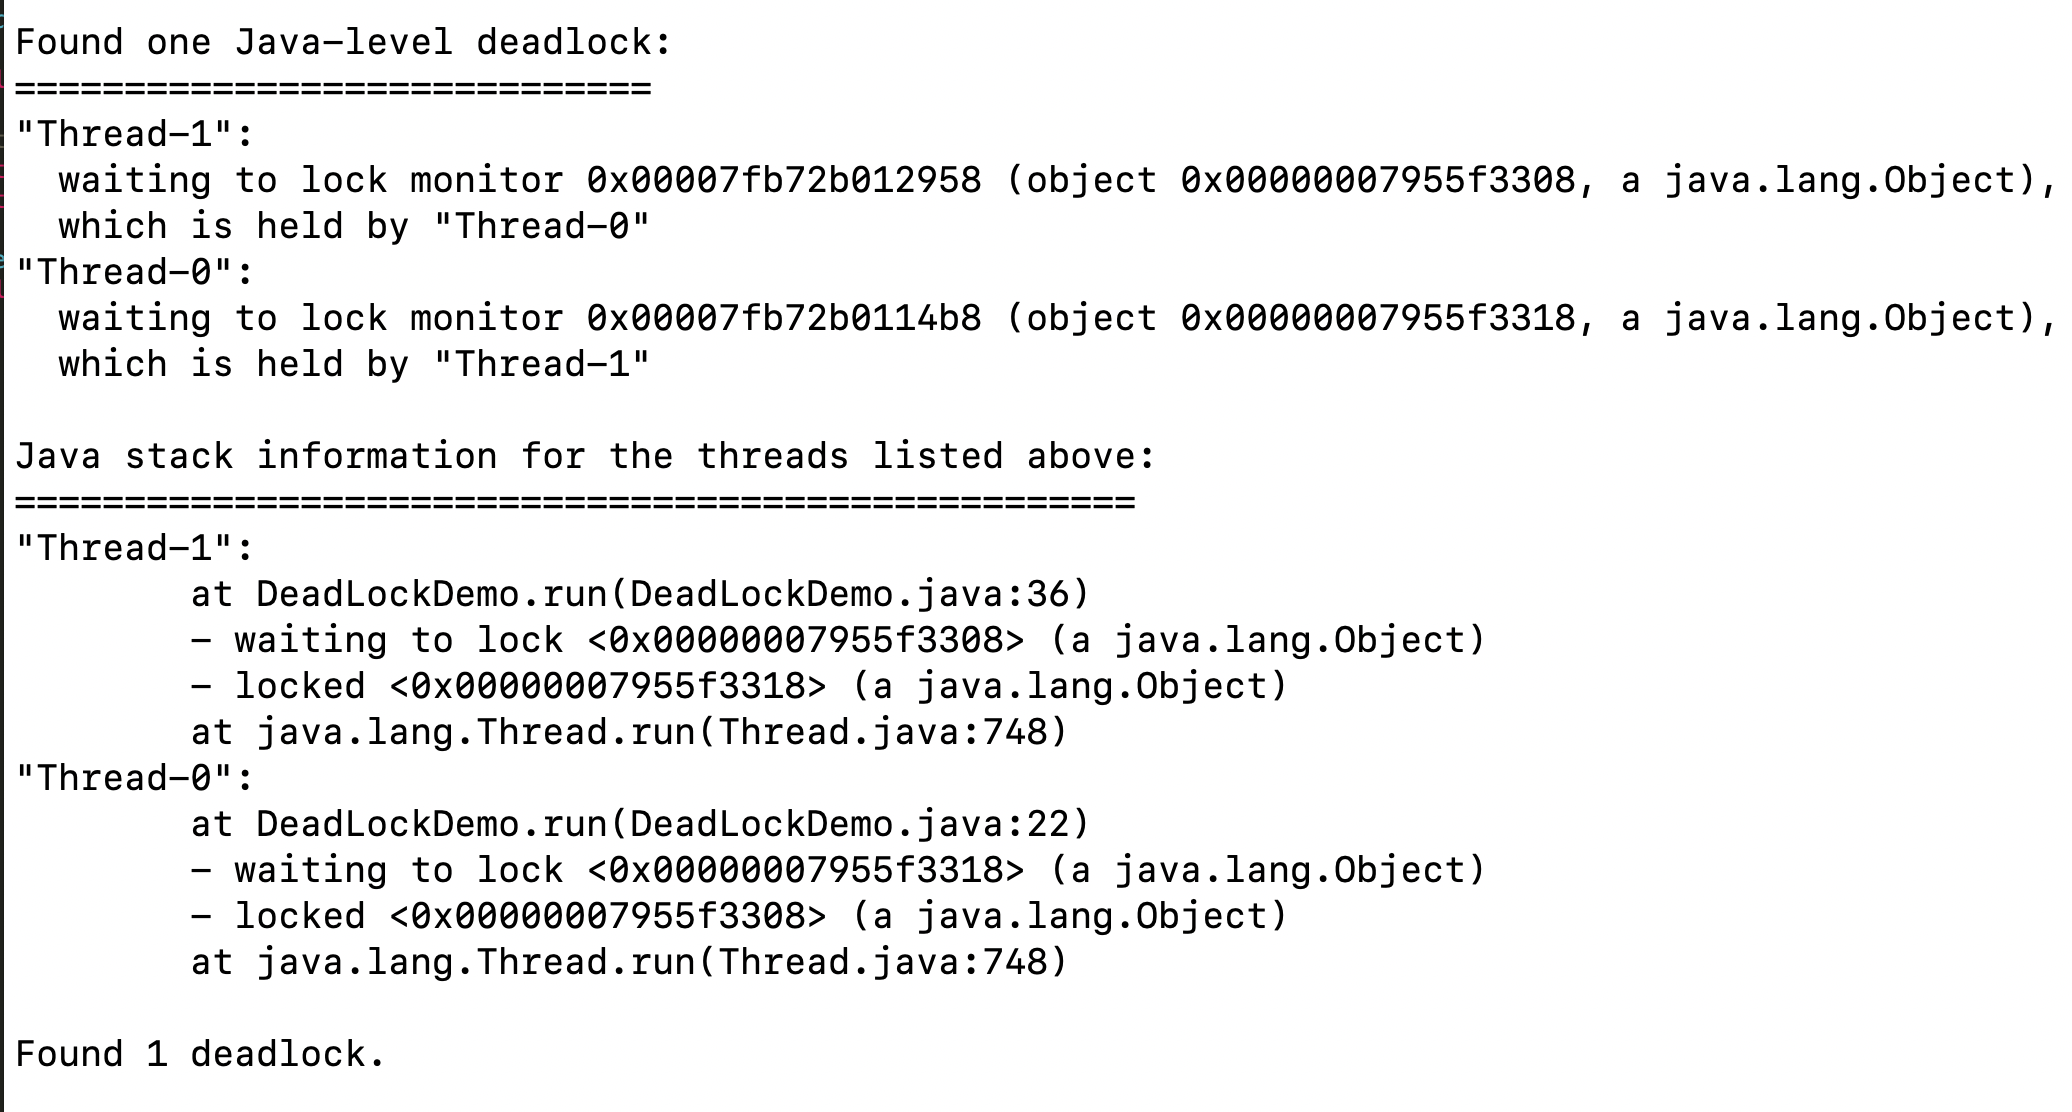 Found one Java-level deadlock:
=============================
"Thread-1":
  waiting to lock monitor 0x00007fb72b012958 (object 0x00000007955f3308, a java.lang.Object),
  which is held by "Thread-0"
"Thread-0":
  waiting to lock monitor 0x00007fb72b0114b8 (object 0x00000007955f3318, a java.lang.Object),
  which is held by "Thread-1"

Java stack information for the threads listed above:
===================================================
"Thread-1":
        at DeadLockDemo.run(DeadLockDemo.java:36)
        - waiting to lock <0x00000007955f3308> (a java.lang.Object)
        - locked <0x00000007955f3318> (a java.lang.Object)
        at java.lang.Thread.run(Thread.java:748)
"Thread-0":
        at DeadLockDemo.run(DeadLockDemo.java:22)
        - waiting to lock <0x00000007955f3318> (a java.lang.Object)
        - locked <0x00000007955f3308> (a java.lang.Object)
        at java.lang.Thread.run(Thread.java:748)

Found 1 deadlock.